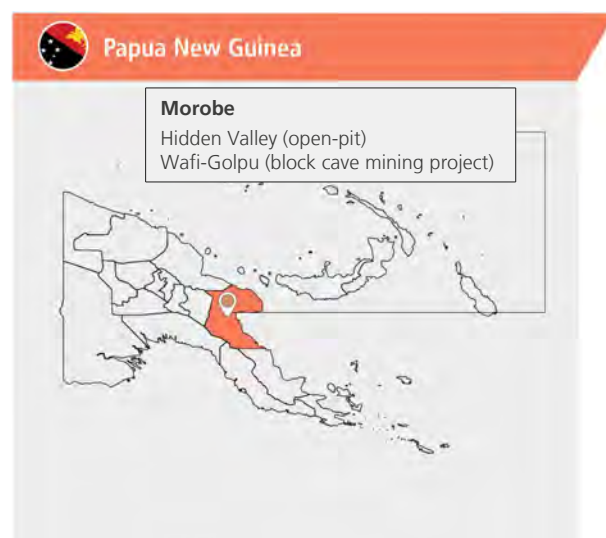 Papua New Guinea
Morobe
Hidden Valley (open-pit)
Wafi-Golpu (block cave mining project)